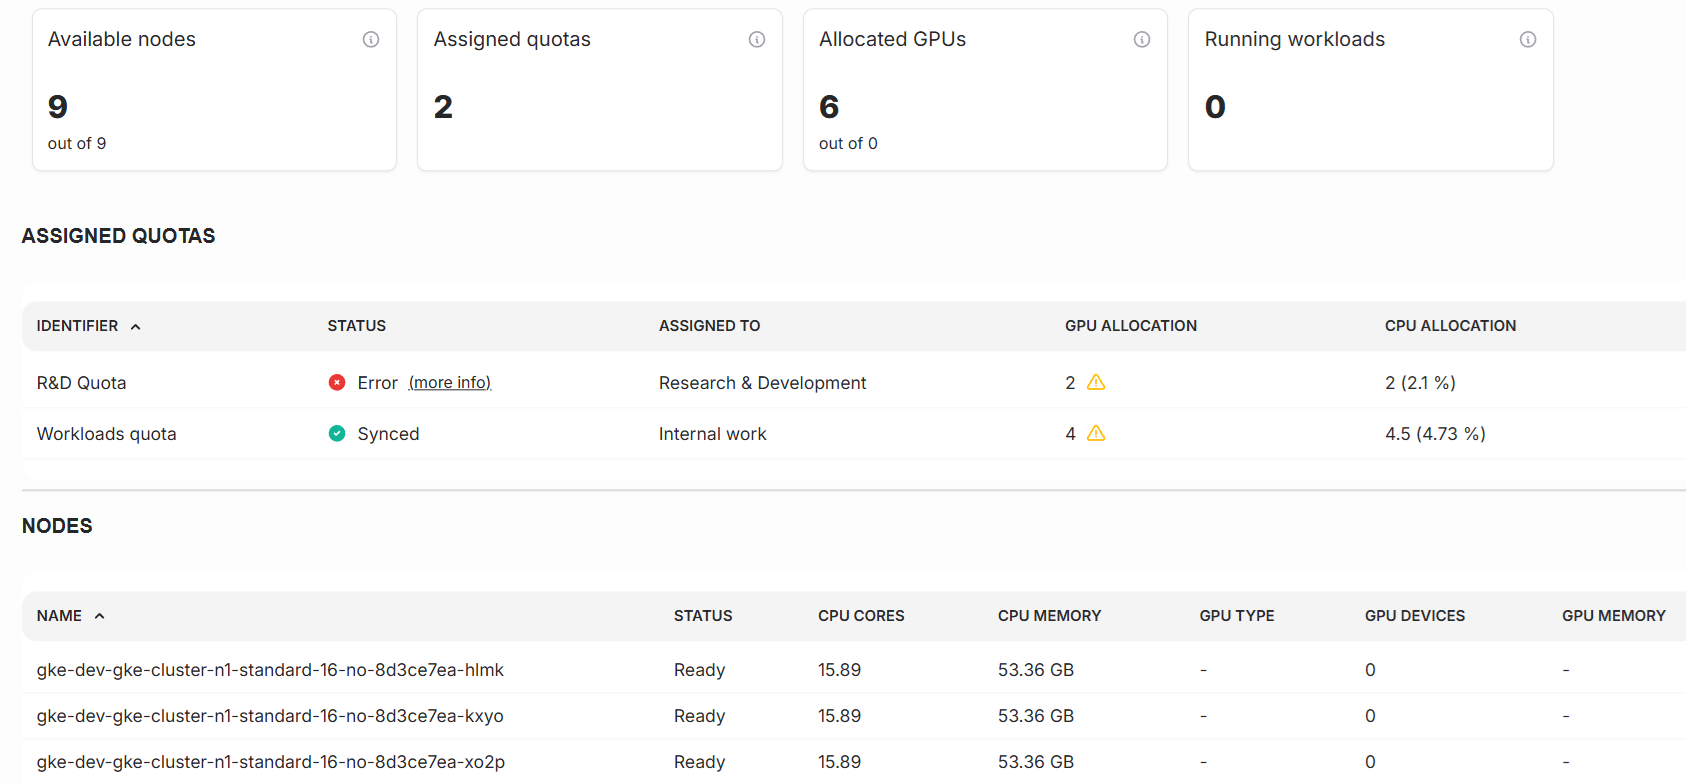 Available nodes
9
out of 9
Assigned quotas
2
Allocated GPUs
6
out of 0
Running workloads
0
ASSIGNED QUOTAS
IDENTIFIER STATUS ASSIGNED TO GPU ALLOCATION CPU ALLOCATION
R&D Quota Error (more info) Research & Development 2 2 (2.1 %)
Workloads quota Synced Internal work 4 4.5 (4.73 %)
NODES
NAME STATUS CPU CORES CPU MEMORY GPU TYPE GPU DEVICES GPU MEMORY
gke-dev-gke-cluster-n1-standard-16-no-8d3ce7ea-hlmk Ready 15.89 53.36 GB - 0 -
gke-dev-gke-cluster-n1-standard-16-no-8d3ce7ea-kxyo Ready 15.89 53.36 GB - 0 -
gke-dev-gke-cluster-n1-standard-16-no-8d3ce7ea-xo2p Ready 15.89 53.36 GB - 0 -